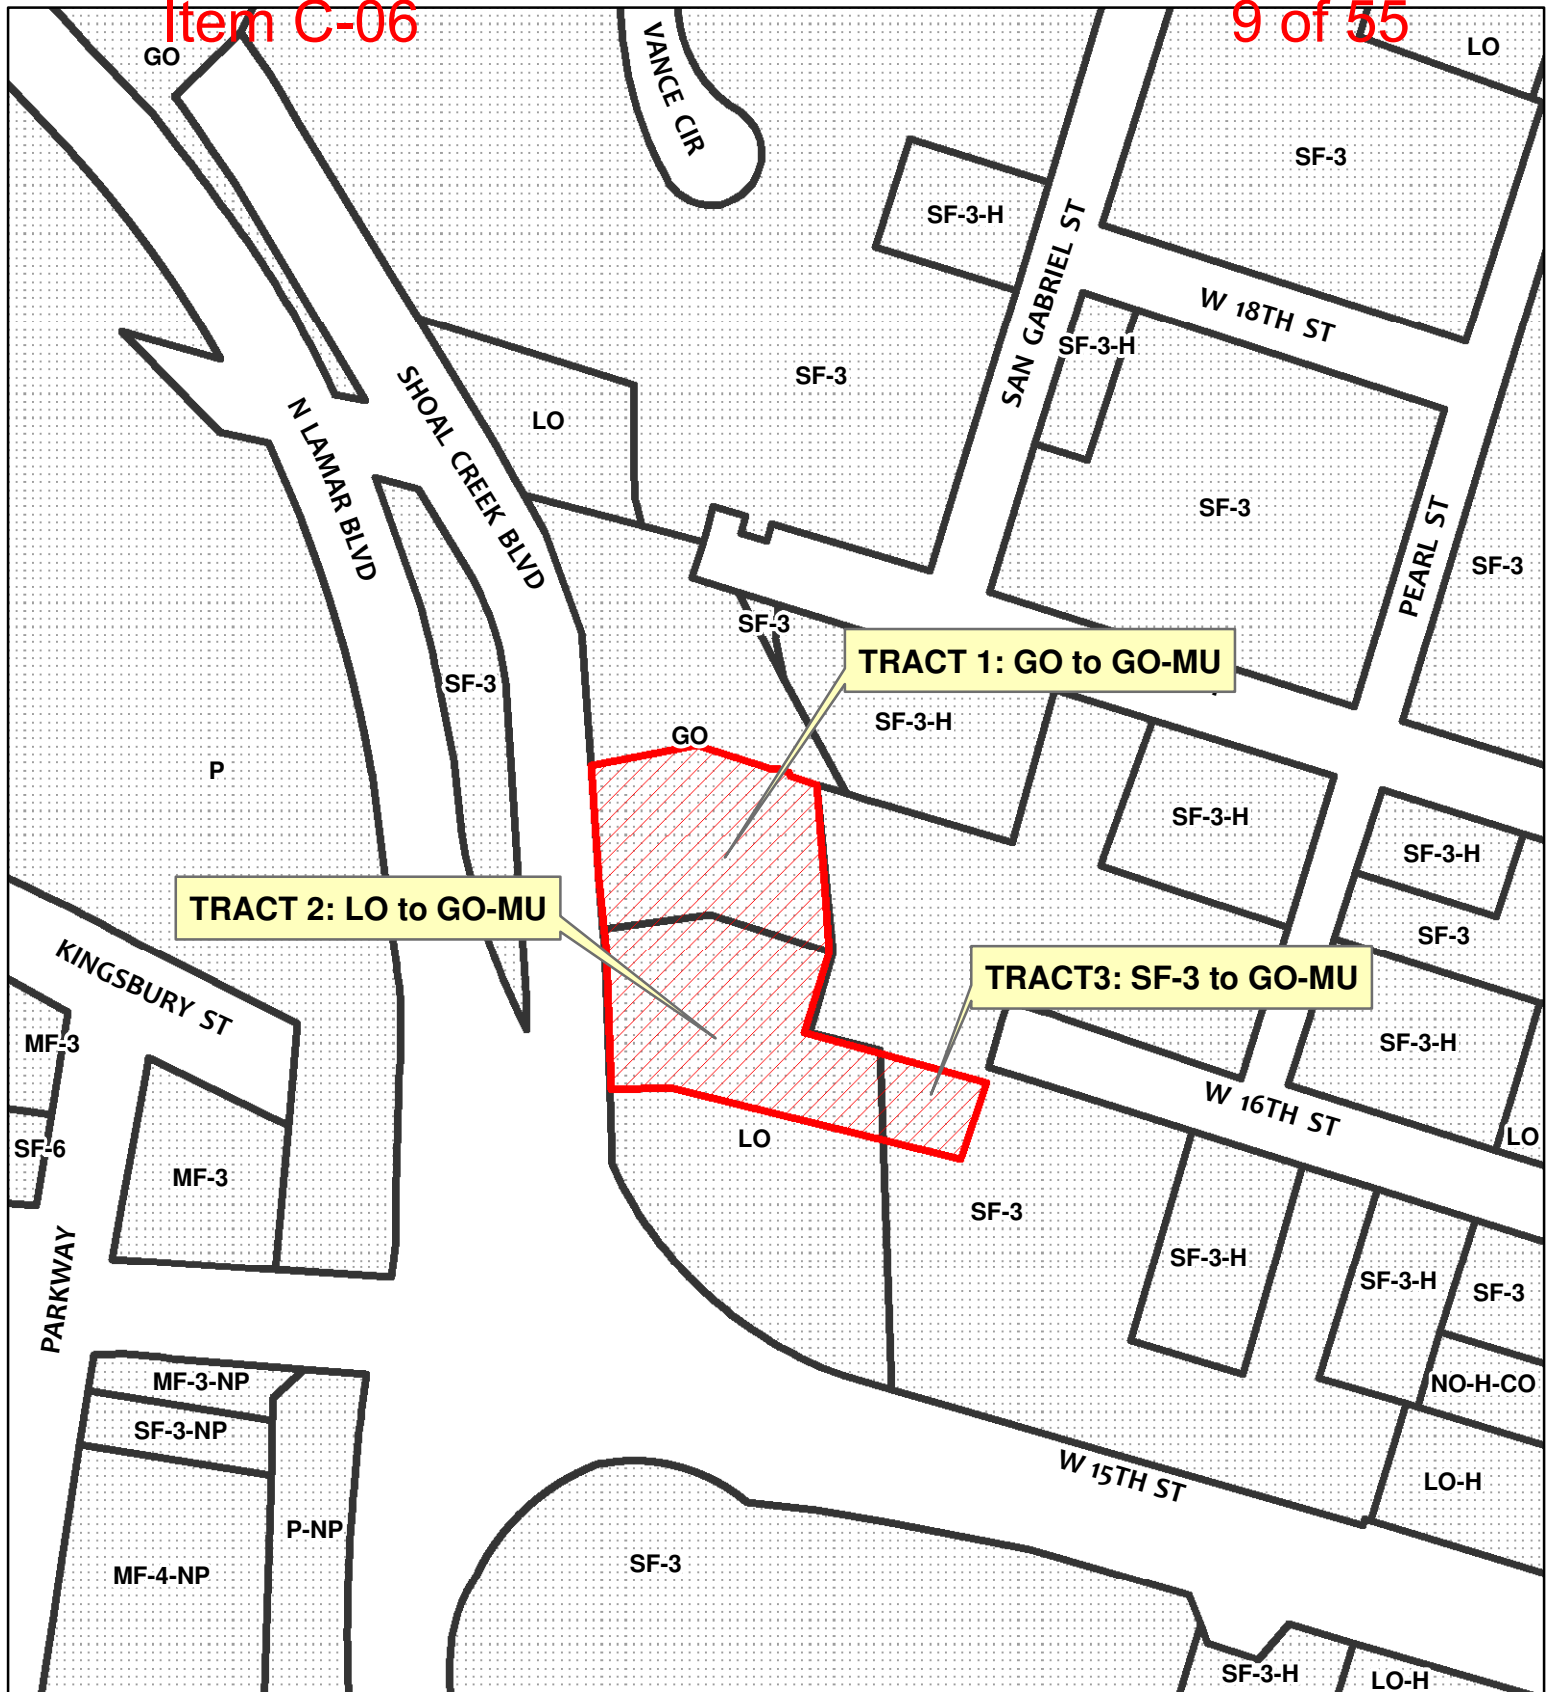 Item C-06
9 of 55
GO
LO
VANCE CIR
SF-3
SF-3-H
SAN GABRIEL ST
W 18TH ST
SF-3-H
SF-3
LO
SHOAL CREEK BLVD
N LAMAR BLVD
SF-3
PEARL ST
SF-3
SF-3
TRACT 1: GO to GO-MU
SF-3
SF-3-H
GO
P
SF-3-H
SF-3-H
TRACT 2: LO to GO-MU
SF-3
KINGSBURY ST
TRACT3: SF-3 to GO-MU
MF-3
SF-3-H
W 16TH ST
LO
LO
SF-6
MF-3
SF-3
PARKWAY
SF-3-H
SF-3-H
SF-3
MF-3-NP
NO-H-CO
SF-3-NP
W 15TH ST
LO-H
P-NP
SF-3
MF-4-NP
SF-3-H
LO-H